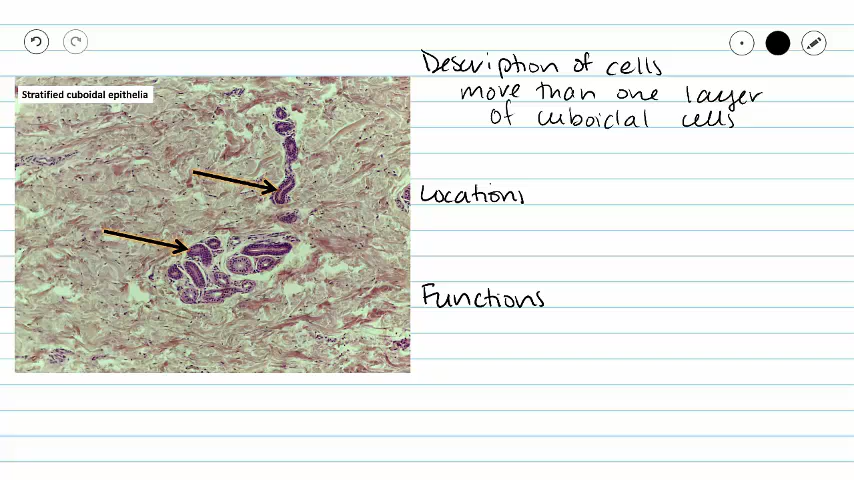 Stratified cuboidal epithelia
Description of cells
more than one layer
of cuboidal cells
Locations
Functions